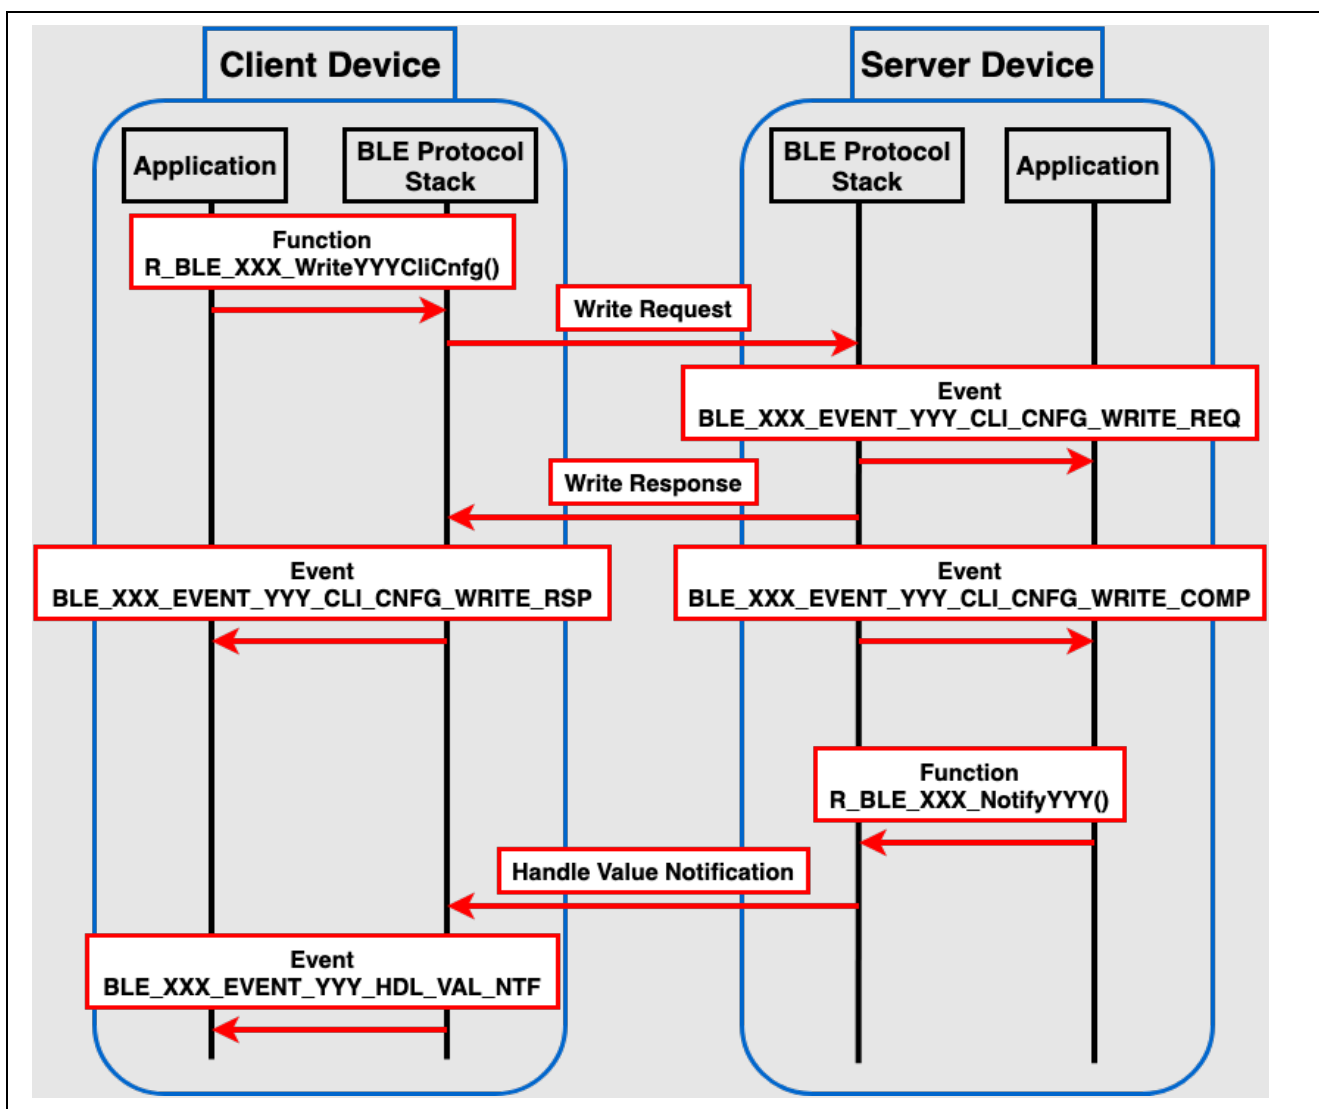 Client Device
Server Device
Application
BLE Protocol
Stack
BLE Protocol
Stack
Application
Function
R_BLE_XXX_WriteYYYCliCnfg()
Write Request
Event
BLE_XXX_EVENT_YYY_CLI_CNFG_WRITE_REQ
Write Response
Event
BLE_XXX_EVENT_YYY_CLI_CNFG_WRITE_RSP
Event
BLE_XXX_EVENT_YYY_CLI_CNFG_WRITE_COMP
Function
R_BLE_XXX_NotifyYYY()
Handle Value Notification
Event
BLE_XXX_EVENT_YYY_HDL_VAL_NTF